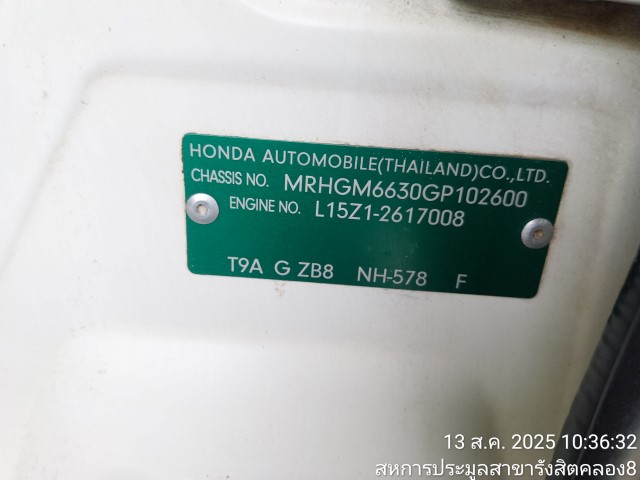 HONDA AUTOMOBILE(THAILAND)CO.,LTD.
CHASSIS NO. MRHGM6630GP102600
ENGINE NO. L15Z1-2617008
T9A G ZB8 NH-578 F
13 ส.ค. 2025 10:36:32
สหการประมูลสาขารังสิตคลอง8